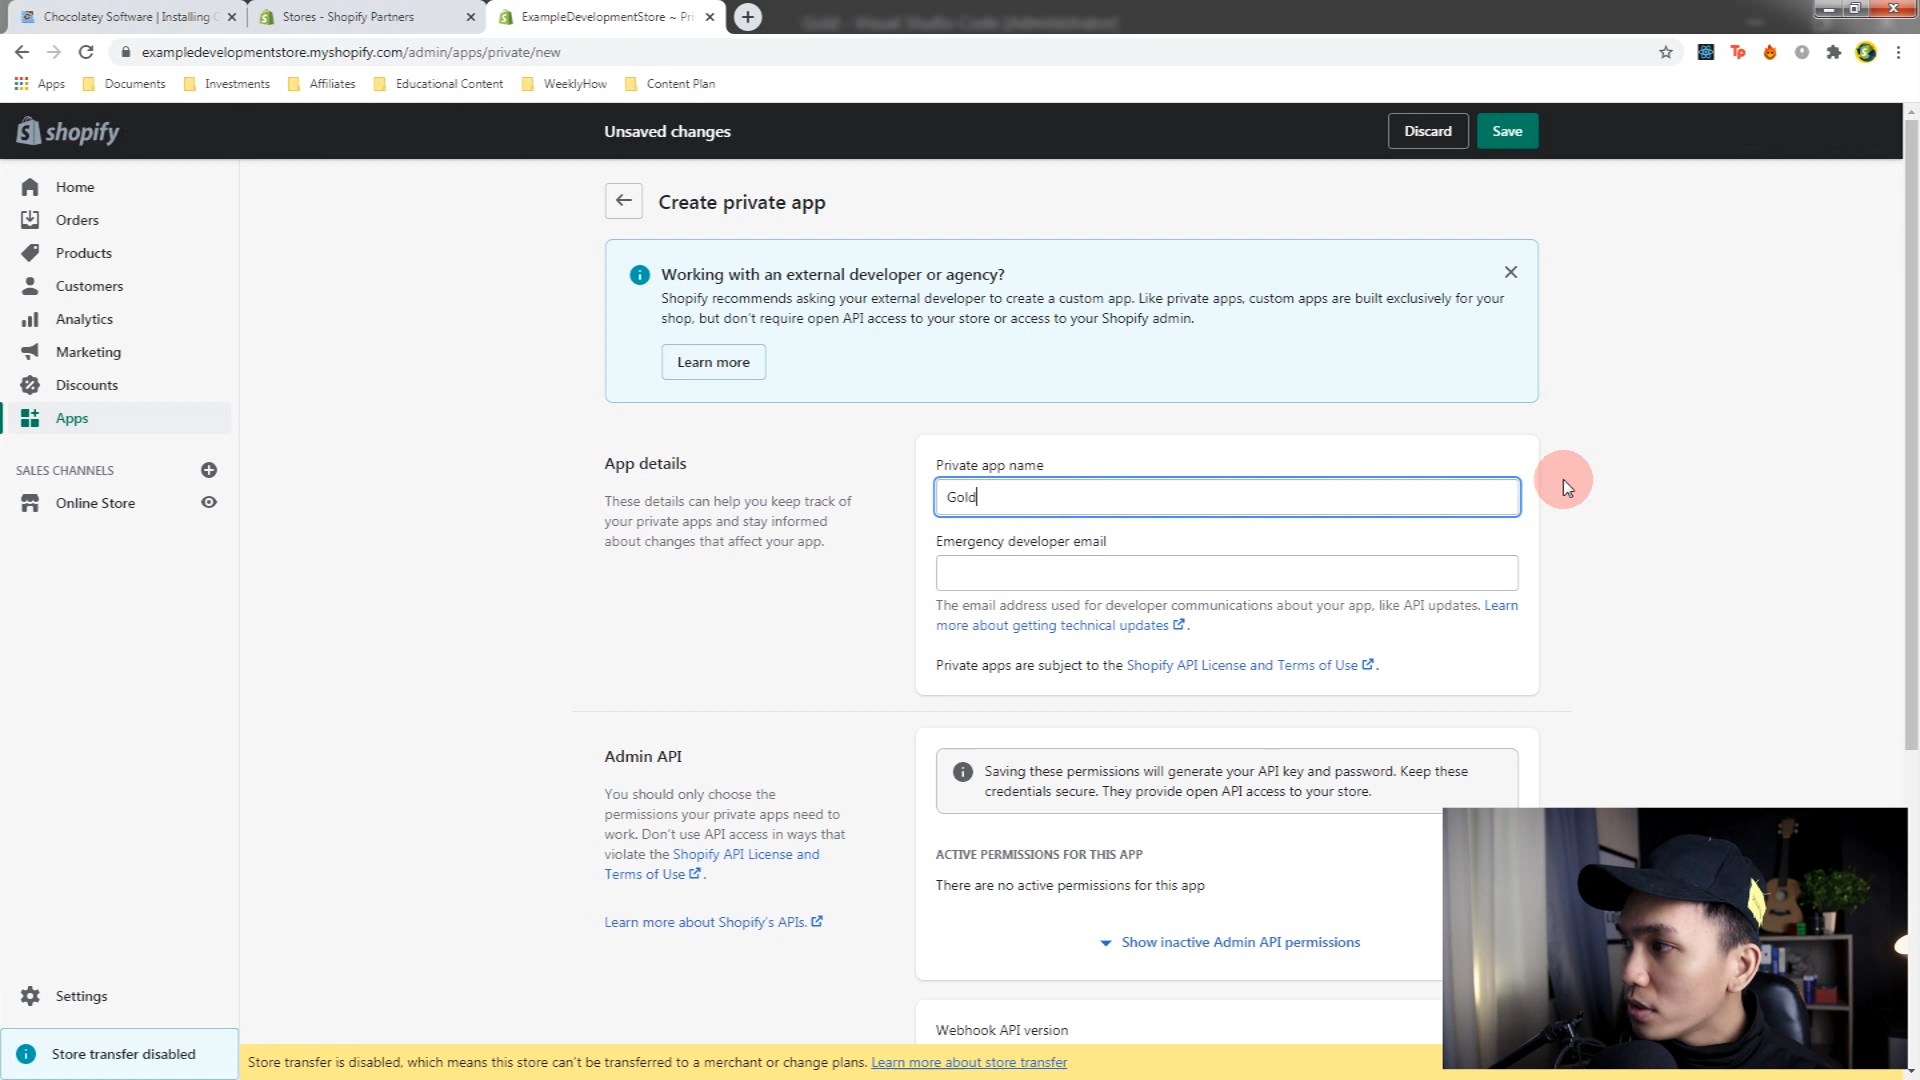 Chocolatey Software | Installing
Stores - Shopify Partners
ExampleDevelopmentStore ~ Pri
Gold - Visual Studio Code [Administrator]
exampledevelopmentstore.myshopify.com/admin/apps/private/new
Tp
Apps
Documents
Investments
Affiliates
Educational Content
WeeklyHow
Content Plan
shopify
Unsaved changes
Discard
Save
Home
Orders
Products
Customers
Analytics
Marketing
Discounts
Apps
SALES CHANNELS
Online Store
Settings
Store transfer disabled
Create private app
Working with an external developer or agency?
Shopify recommends asking your external developer to create a custom app. Like private apps, custom apps are built exclusively for your
shop, but don't require open API access to your store or access to your Shopify admin.
Learn more
App details
These details can help you keep track of
your private apps and stay informed
about changes that affect your app.
Private app name
Gold
Emergency developer email
The email address used for developer communications about your app, like API updates. Learn
more about getting technical updates.
Private apps are subject to the Shopify API License and Terms of Use.
Admin API
You should only choose the
permissions your private apps need to
work. Don't use API access in ways that
violate the Shopify API License and
Terms of Use.
Learn more about Shopify's APIs.
Saving these permissions will generate your API key and password. Keep these
credentials secure. They provide open API access to your store.
ACTIVE PERMISSIONS FOR THIS APP
There are no active permissions for this app
Show inactive Admin API permissions
Webhook API version
Store transfer is disabled, which means this store can't be transferred to a merchant or change plans. Learn more about store transfer